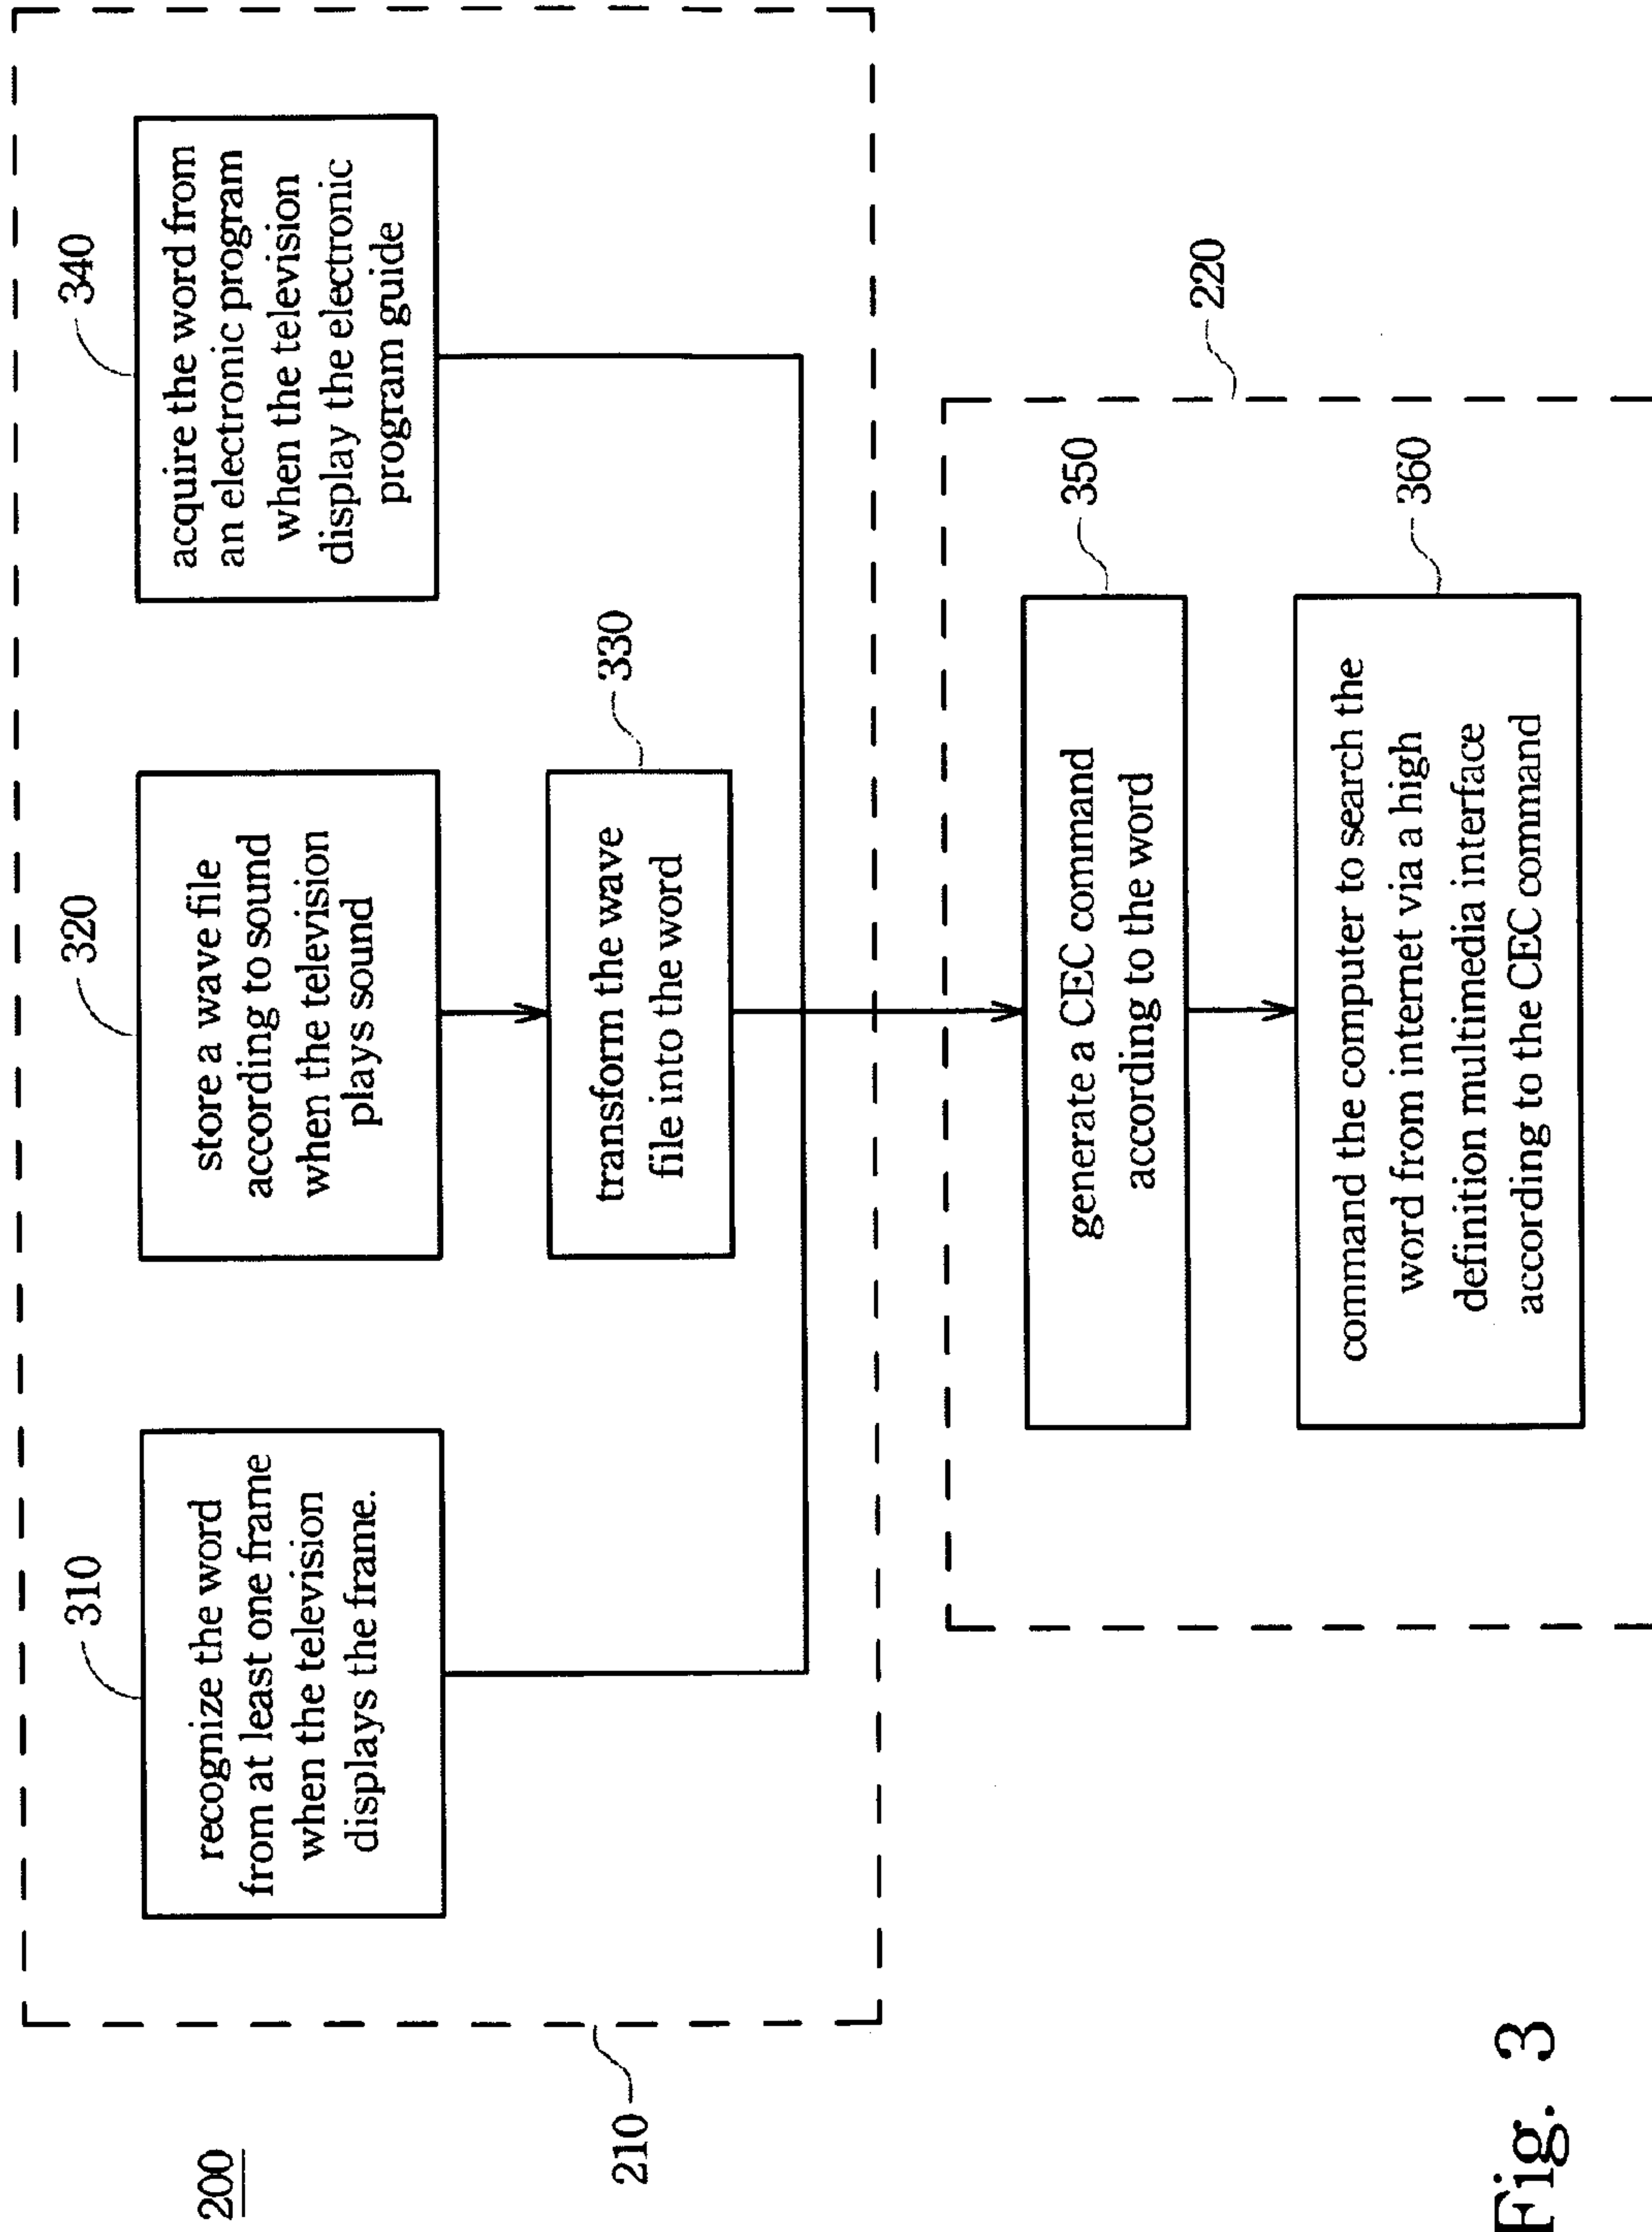 200
210
310
recognize the word
from at least one frame
when the television
displays the frame.
320
store a wave file
according to sound
when the television
plays sound
330
transform the wave
file into the word
340
acquire the word from
an electronic program
when the television
display the electronic
program guide
220
350
generate a CEC command
according to the word
360
command the computer to search the
word from internet via a high
definition multimedia interface
according to the CEC command
Fig. 3